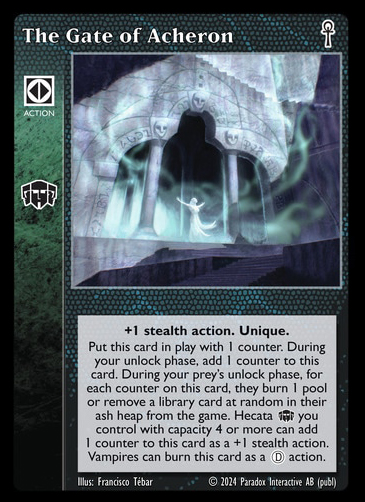 The Gate of Acheron
ACTION
+1 stealth action. Unique.
Put this card in play with 1 counter. During
your unlock phase, add 1 counter to this
card. During your prey's unlock phase, for
each counter on this card, they burn 1 pool
or remove a library card at random in their
ash heap from the game. Hecata you
control with capacity 4 or more can add
1 counter to this card as a +1 stealth action.
Vampires can burn this card as a Ⓓ action.
Illus: Francisco Tébar © 2024 Paradox Interactive AB (publ)